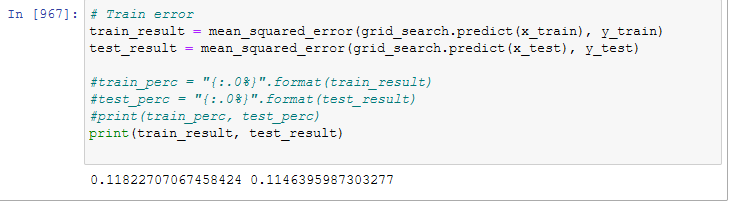 In [967]: # Train error
train_result = mean_squared_error(grid_search.predict(x_train), y_train)
test_result = mean_squared_error(grid_search.predict(x_test), y_test)
#train_perc = "{:.0%}".format(train_result)
#test_perc = "{:.0%}".format(test_result)
#print(train_perc, test_perc)
print(train_result, test_result)
0.11822707067458424 0.1146395987303277